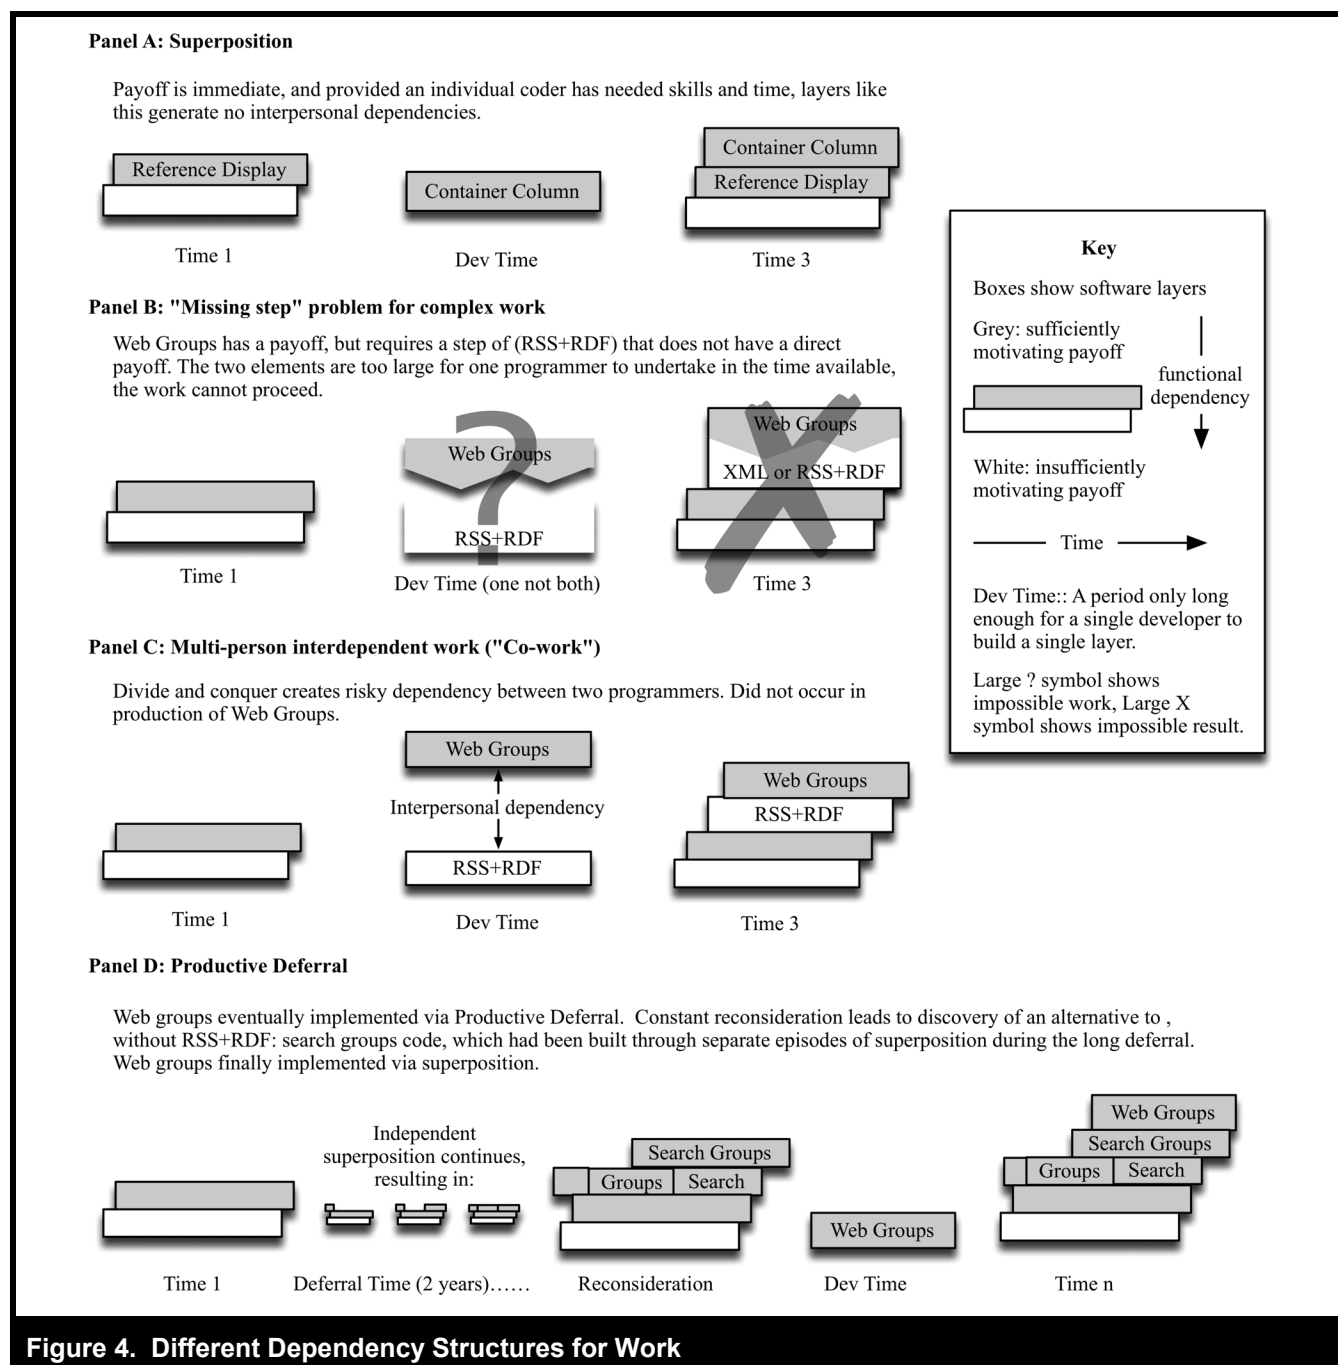 Panel A: Superposition
Payoff is immediate, and provided an individual coder has needed skills and time, layers like
this generate no interpersonal dependencies.
Reference Display
Time 1
Container Column
Dev Time
Container Column
Reference Display
Time 3
Panel B: "Missing step" problem for complex work
Web Groups has a payoff, but requires a step of (RSS+RDF) that does not have a direct
payoff. The two elements are too large for one programmer to undertake in the time available,
the work cannot proceed.
Time 1
Web Groups
?
RSS+RDF
Dev Time (one not both)
Web Groups
XML or RSS+RDF
X
Time 3
Panel C: Multi-person interdependent work ("Co-work")
Divide and conquer creates risky dependency between two programmers. Did not occur in
production of Web Groups.
Time 1
Web Groups
Interpersonal dependency
RSS+RDF
Dev Time
Web Groups
RSS+RDF
Time 3
Key
Boxes show software layers
Grey: sufficiently
motivating payoff
functional
dependency
White: insufficiently
motivating payoff
Time
Dev Time:: A period only long
enough for a single developer to
build a single layer.
Large ? symbol shows
impossible work, Large X
symbol shows impossible result.
Panel D: Productive Deferral
Web groups eventually implemented via Productive Deferral.  Constant reconsideration leads to discovery of an alternative to ,
without RSS+RDF: search groups code, which had been built through separate episodes of superposition during the long deferral.
Web groups finally implemented via superposition.
Time 1
Independent
superposition continues,
resulting in:
Deferral Time (2 years)……
Search Groups
Groups
Search
Reconsideration
Web Groups
Dev Time
Web Groups
Search Groups
Groups
Search
Time n
Figure 4.  Different Dependency Structures for Work